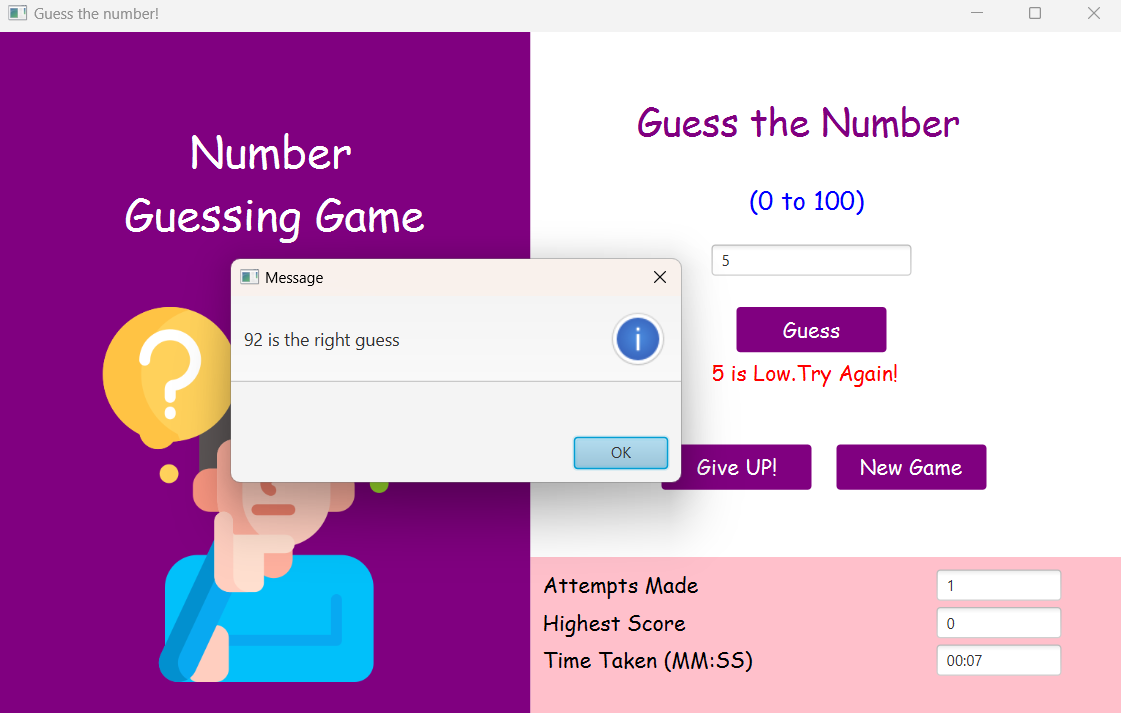 Guess the number!
Number
Guessing Game
?
Guess the Number
(0 to 100)
5
Guess
5 is Low.Try Again!
Message
92 is the right guess
i
OK
Give UP!
New Game
Attempts Made
1
Highest Score
0
Time Taken (MM:SS)
00:07